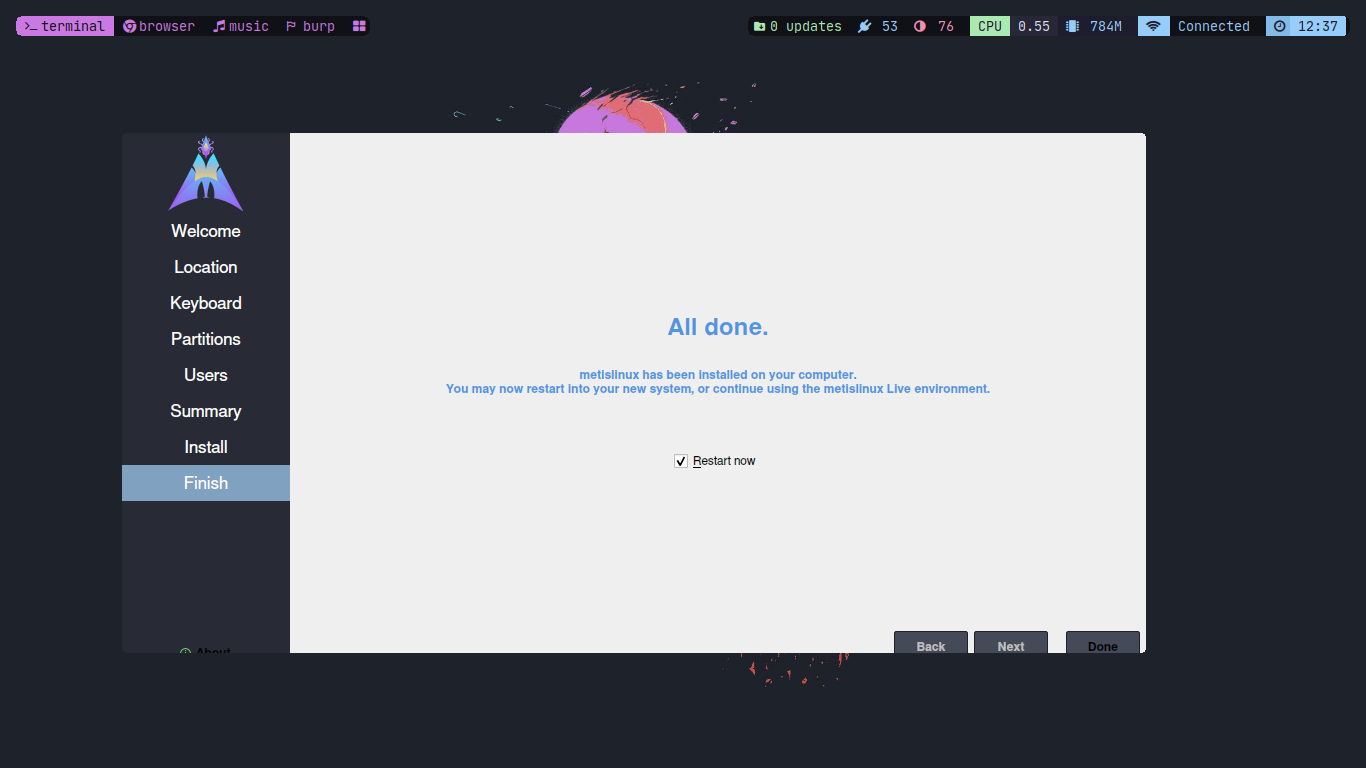 terminal browser music burp
0 updates 53 76 CPU 0.55 784M Connected 12:37
Welcome
Location
Keyboard
Partitions
Users
Summary
Install
Finish
About
All done.
metislinux has been installed on your computer.
You may now restart into your new system, or continue using the metislinux Live environment.
Restart now
Back Next Done